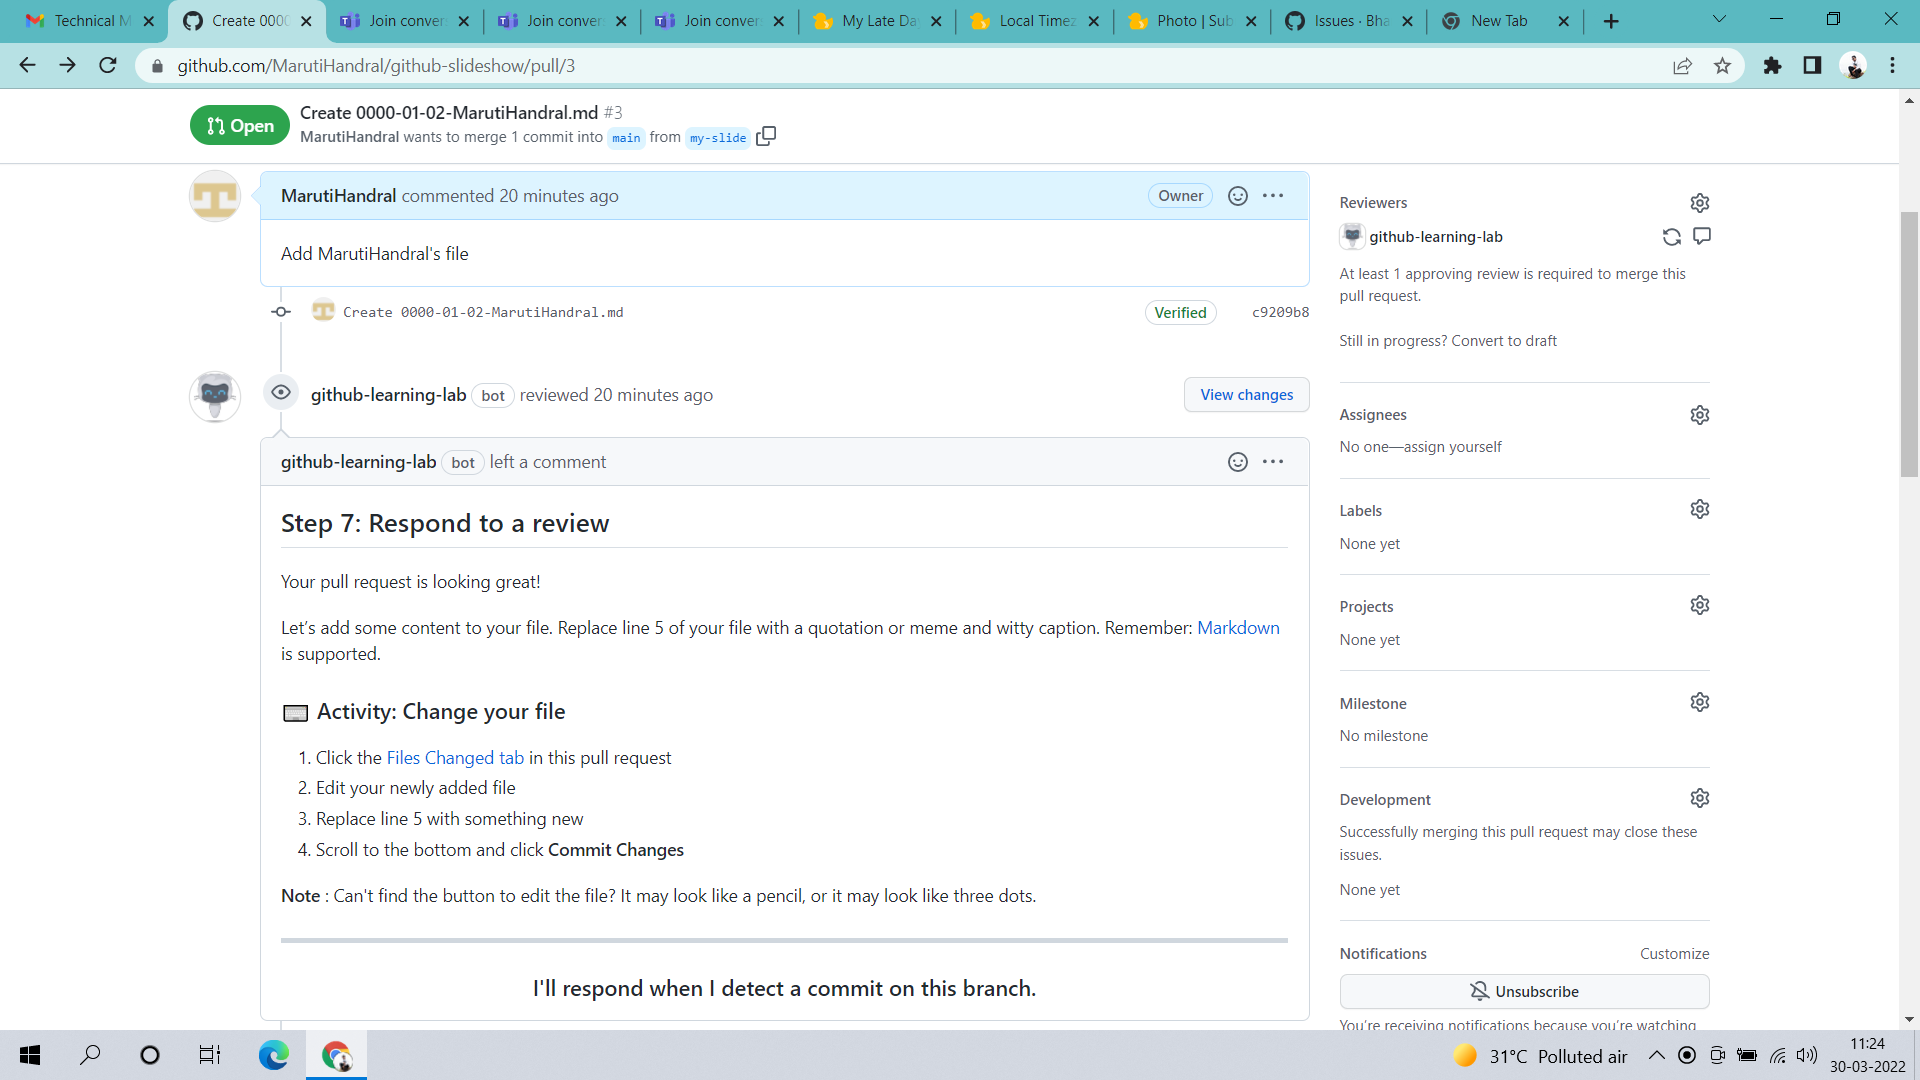 Technical M
Create 0000
Join conver
Join conver
Join conver
My Late Da
Local Timez
Photo | Sub
Issues · Bha
New Tab
github.com/MarutiHandral/github-slideshow/pull/3
Open
Create 0000-01-02-MarutiHandral.md #3
MarutiHandral wants to merge 1 commit into main from my-slide
MarutiHandral commented 20 minutes ago
Owner
Add MarutiHandral's file
Create 0000-01-02-MarutiHandral.md
Verified
c9209b8
github-learning-lab bot reviewed 20 minutes ago
View changes
github-learning-lab bot left a comment
Step 7: Respond to a review
Your pull request is looking great!
Let’s add some content to your file. Replace line 5 of your file with a quotation or meme and witty caption. Remember: Markdown
is supported.
Activity: Change your file
1. Click the Files Changed tab in this pull request
2. Edit your newly added file
3. Replace line 5 with something new
4. Scroll to the bottom and click Commit Changes
Note : Can't find the button to edit the file? It may look like a pencil, or it may look like three dots.
I'll respond when I detect a commit on this branch.
Reviewers
github-learning-lab
At least 1 approving review is required to merge this
pull request.
Still in progress? Convert to draft
Assignees
No one—assign yourself
Labels
None yet
Projects
None yet
Milestone
No milestone
Development
Successfully merging this pull request may close these
issues.
None yet
Notifications
Customize
Unsubscribe
You’re receiving notifications because you’re watching
31°C Polluted air
11:24
30-03-2022